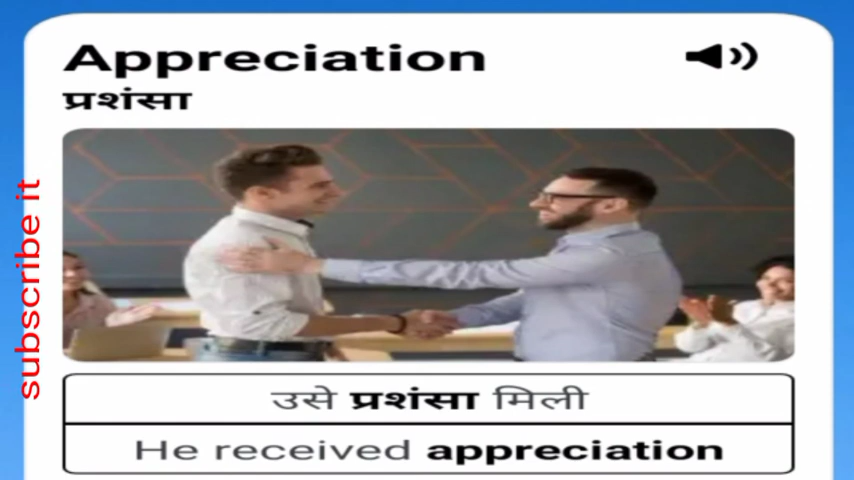 Appreciation
प्रशंसा
subscribe it
उसे प्रशंसा मिली
He received appreciation